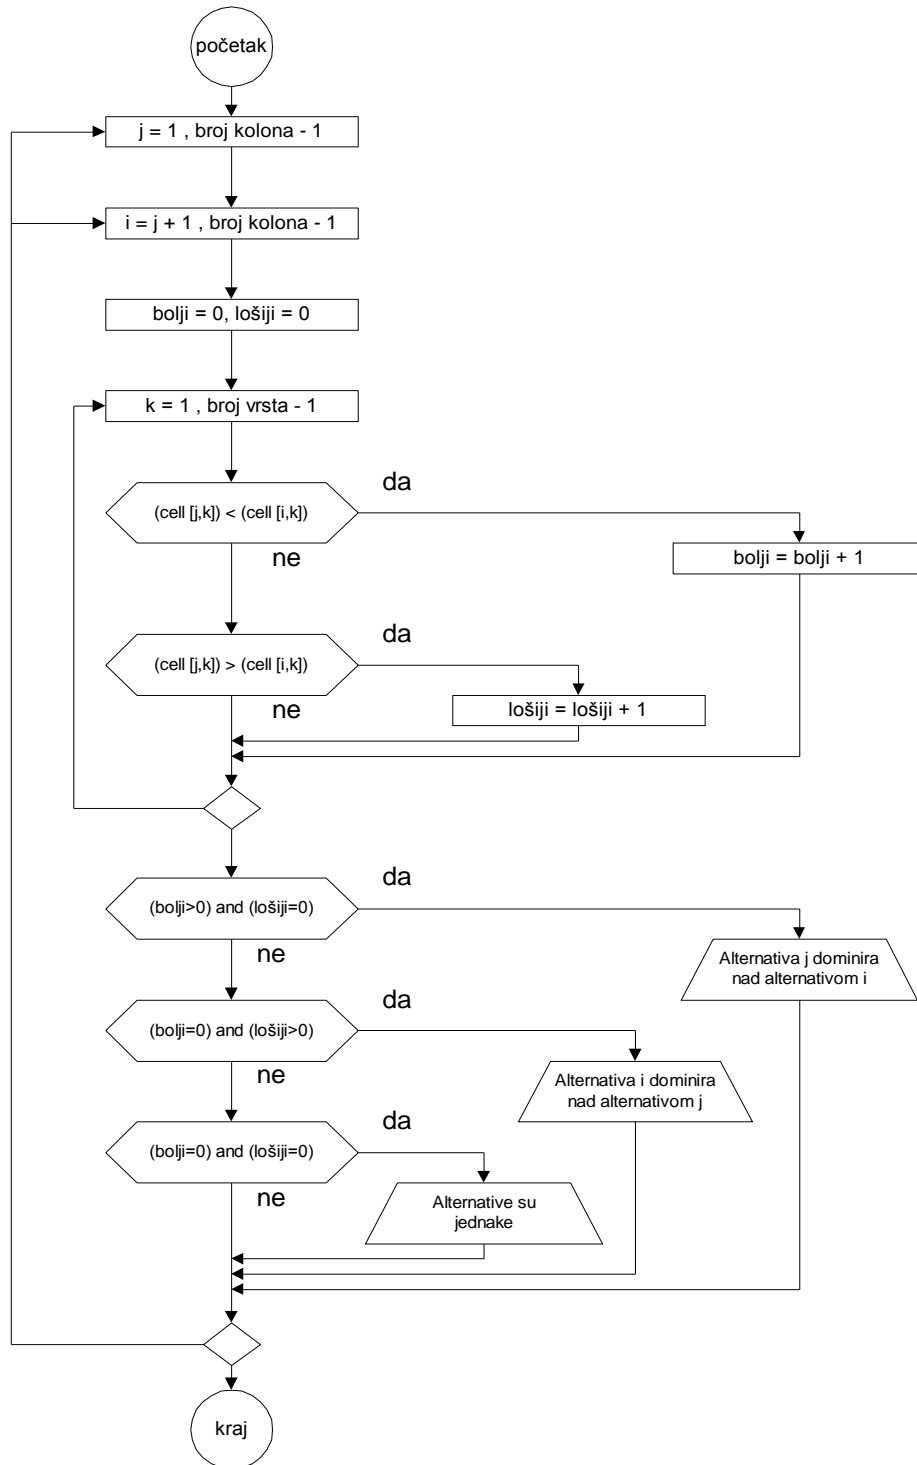 početak
j = 1 , broj kolona - 1
i = j + 1 , broj kolona - 1
bolji = 0, lošiji = 0
k = 1 , broj vrsta - 1
da
(cell [j,k]) < (cell [i,k])
ne
bolji = bolji + 1
da
(cell [j,k]) > (cell [i,k])
ne
lošiji = lošiji + 1
da
(bolji>0) and (lošiji=0)
ne
Alternativa j dominira
nad alternativom i
da
(bolji=0) and (lošiji>0)
ne
Alternativa i dominira
nad alternativom j
da
(bolji=0) and (lošiji=0)
ne
Alternative su
jednake
kraj